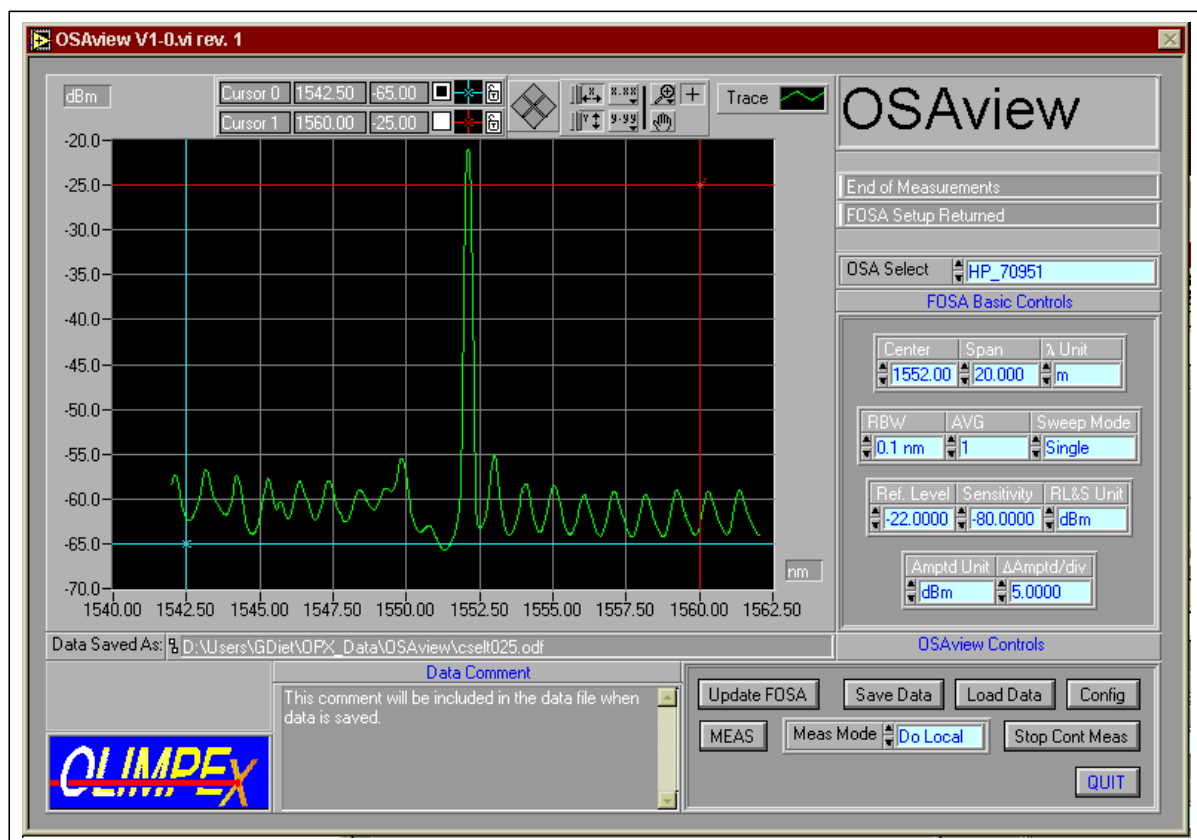 OSAview V1-0.vi rev. 1
dBm
Cursor 0 1542.50 -65.00
Cursor 1 1560.00 -25.00
X
x.xx
Y
y.yy
Trace
OSAview
-20.0
-25.0
-30.0
-35.0
-40.0
-45.0
-50.0
-55.0
-60.0
-65.0
-70.0
nm
1540.00 1542.50 1545.00 1547.50 1550.00 1552.50 1555.00 1557.50 1560.00 1562.50
End of Measurements
FOSA Setup Returned
OSA Select HP_70951
FOSA Basic Controls
Center Span λ Unit
1552.00 20.000 m
RBW AVG Sweep Mode
0.1 nm 1 Single
Ref. Level Sensitivity RL&S Unit
-22.0000 -80.0000 dBm
Amptd Unit ΔAmptd/div
dBm 5.0000
Data Saved As: D:\Users\GDiet\OPX_Data\OSAview\cselt025.odf
OSAview Controls
Data Comment
This comment will be included in the data file when
data is saved.
Update FOSA Save Data Load Data Config
MEAS Meas Mode Do Local Stop Cont Meas
QUIT
OLIMPEx